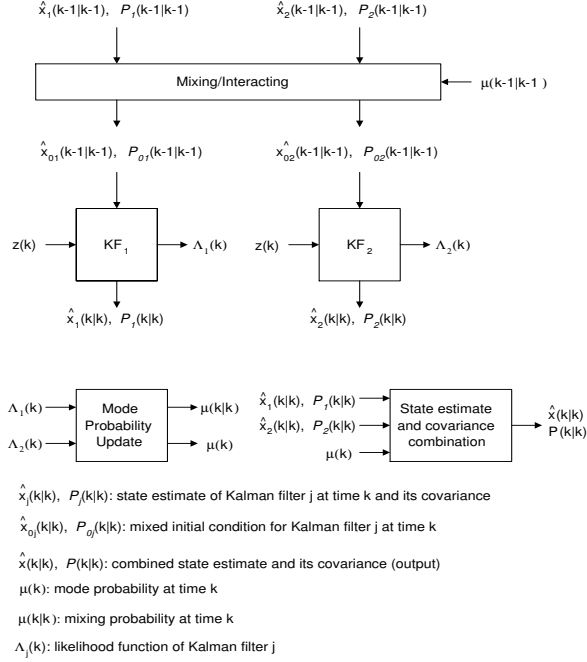 x̂₁(k-1|k-1), P₁(k-1|k-1) x̂₂(k-1|k-1), P₂(k-1|k-1)
Mixing/Interacting
μ(k-1|k-1)
x̂₀₁(k-1|k-1), P₀₁(k-1|k-1) x̂₀₂(k-1|k-1), P₀₂(k-1|k-1)
z(k) KF₁ Λ₁(k) z(k) KF₂ Λ₂(k)
x̂₁(k|k), P₁(k|k) x̂₂(k|k), P₂(k|k)
Λ₁(k)
Λ₂(k)
Mode
Probability
Update
μ(k|k)
μ(k)
x̂₁(k|k), P₁(k|k)
x̂₂(k|k), P₂(k|k)
μ(k)
State estimate
and covariance
combination
x̂(k|k)
P(k|k)
x̂ⱼ(k|k), Pⱼ(k|k): state estimate of Kalman filter j at time k and its covariance
x̂₀ⱼ(k|k), P₀ⱼ(k|k): mixed initial condition for Kalman filter j at time k
x̂(k|k), P(k|k): combined state estimate and its covariance (output)
μ(k): mode probability at time k
μ(k|k): mixing probability at time k
Λⱼ(k): likelihood function of Kalman filter j